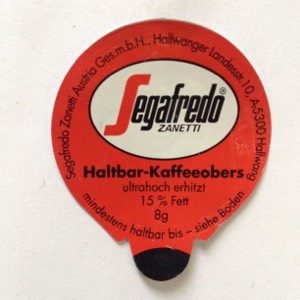 Segafredo Zanetti Austria Ges.m.b.H., Hallwanger Landesstr.10, A-5300 Hallwang
Segafredo®
ZANETTI
Haltbar-Kaffeeobers
ultrahoch erhitzt
15 % Fett
8g
mindestens haltbar bis – siehe Boden